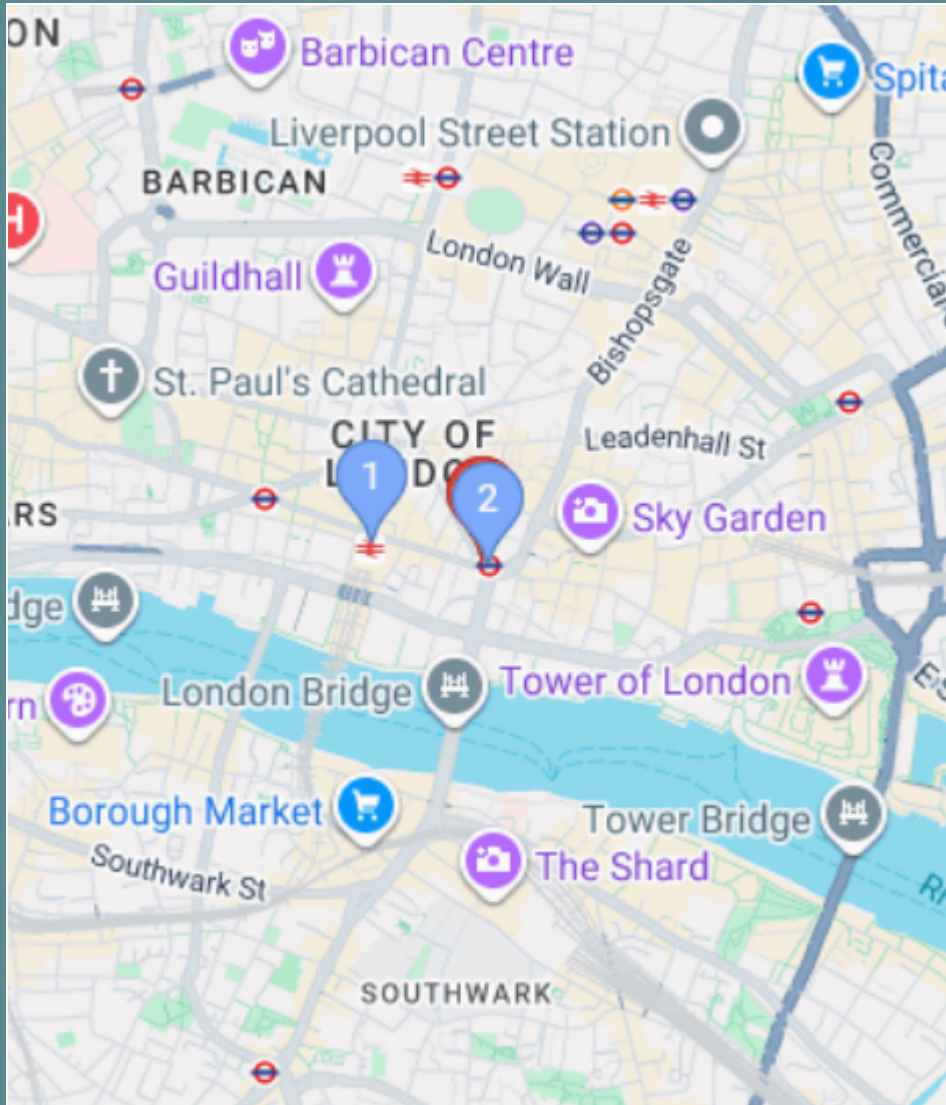 ON
Barbican Centre
Spita
Liverpool Street Station
BARBICAN
H
London Wall
Commercial
Guildhall
Bishopsgate
St. Paul's Cathedral
CITY OF
Leadenhall St
1
2
ARS
Sky Garden
dge
London Bridge
Tower of London
rn
Borough Market
Tower Bridge
Southwark St
The Shard
SOUTHWARK